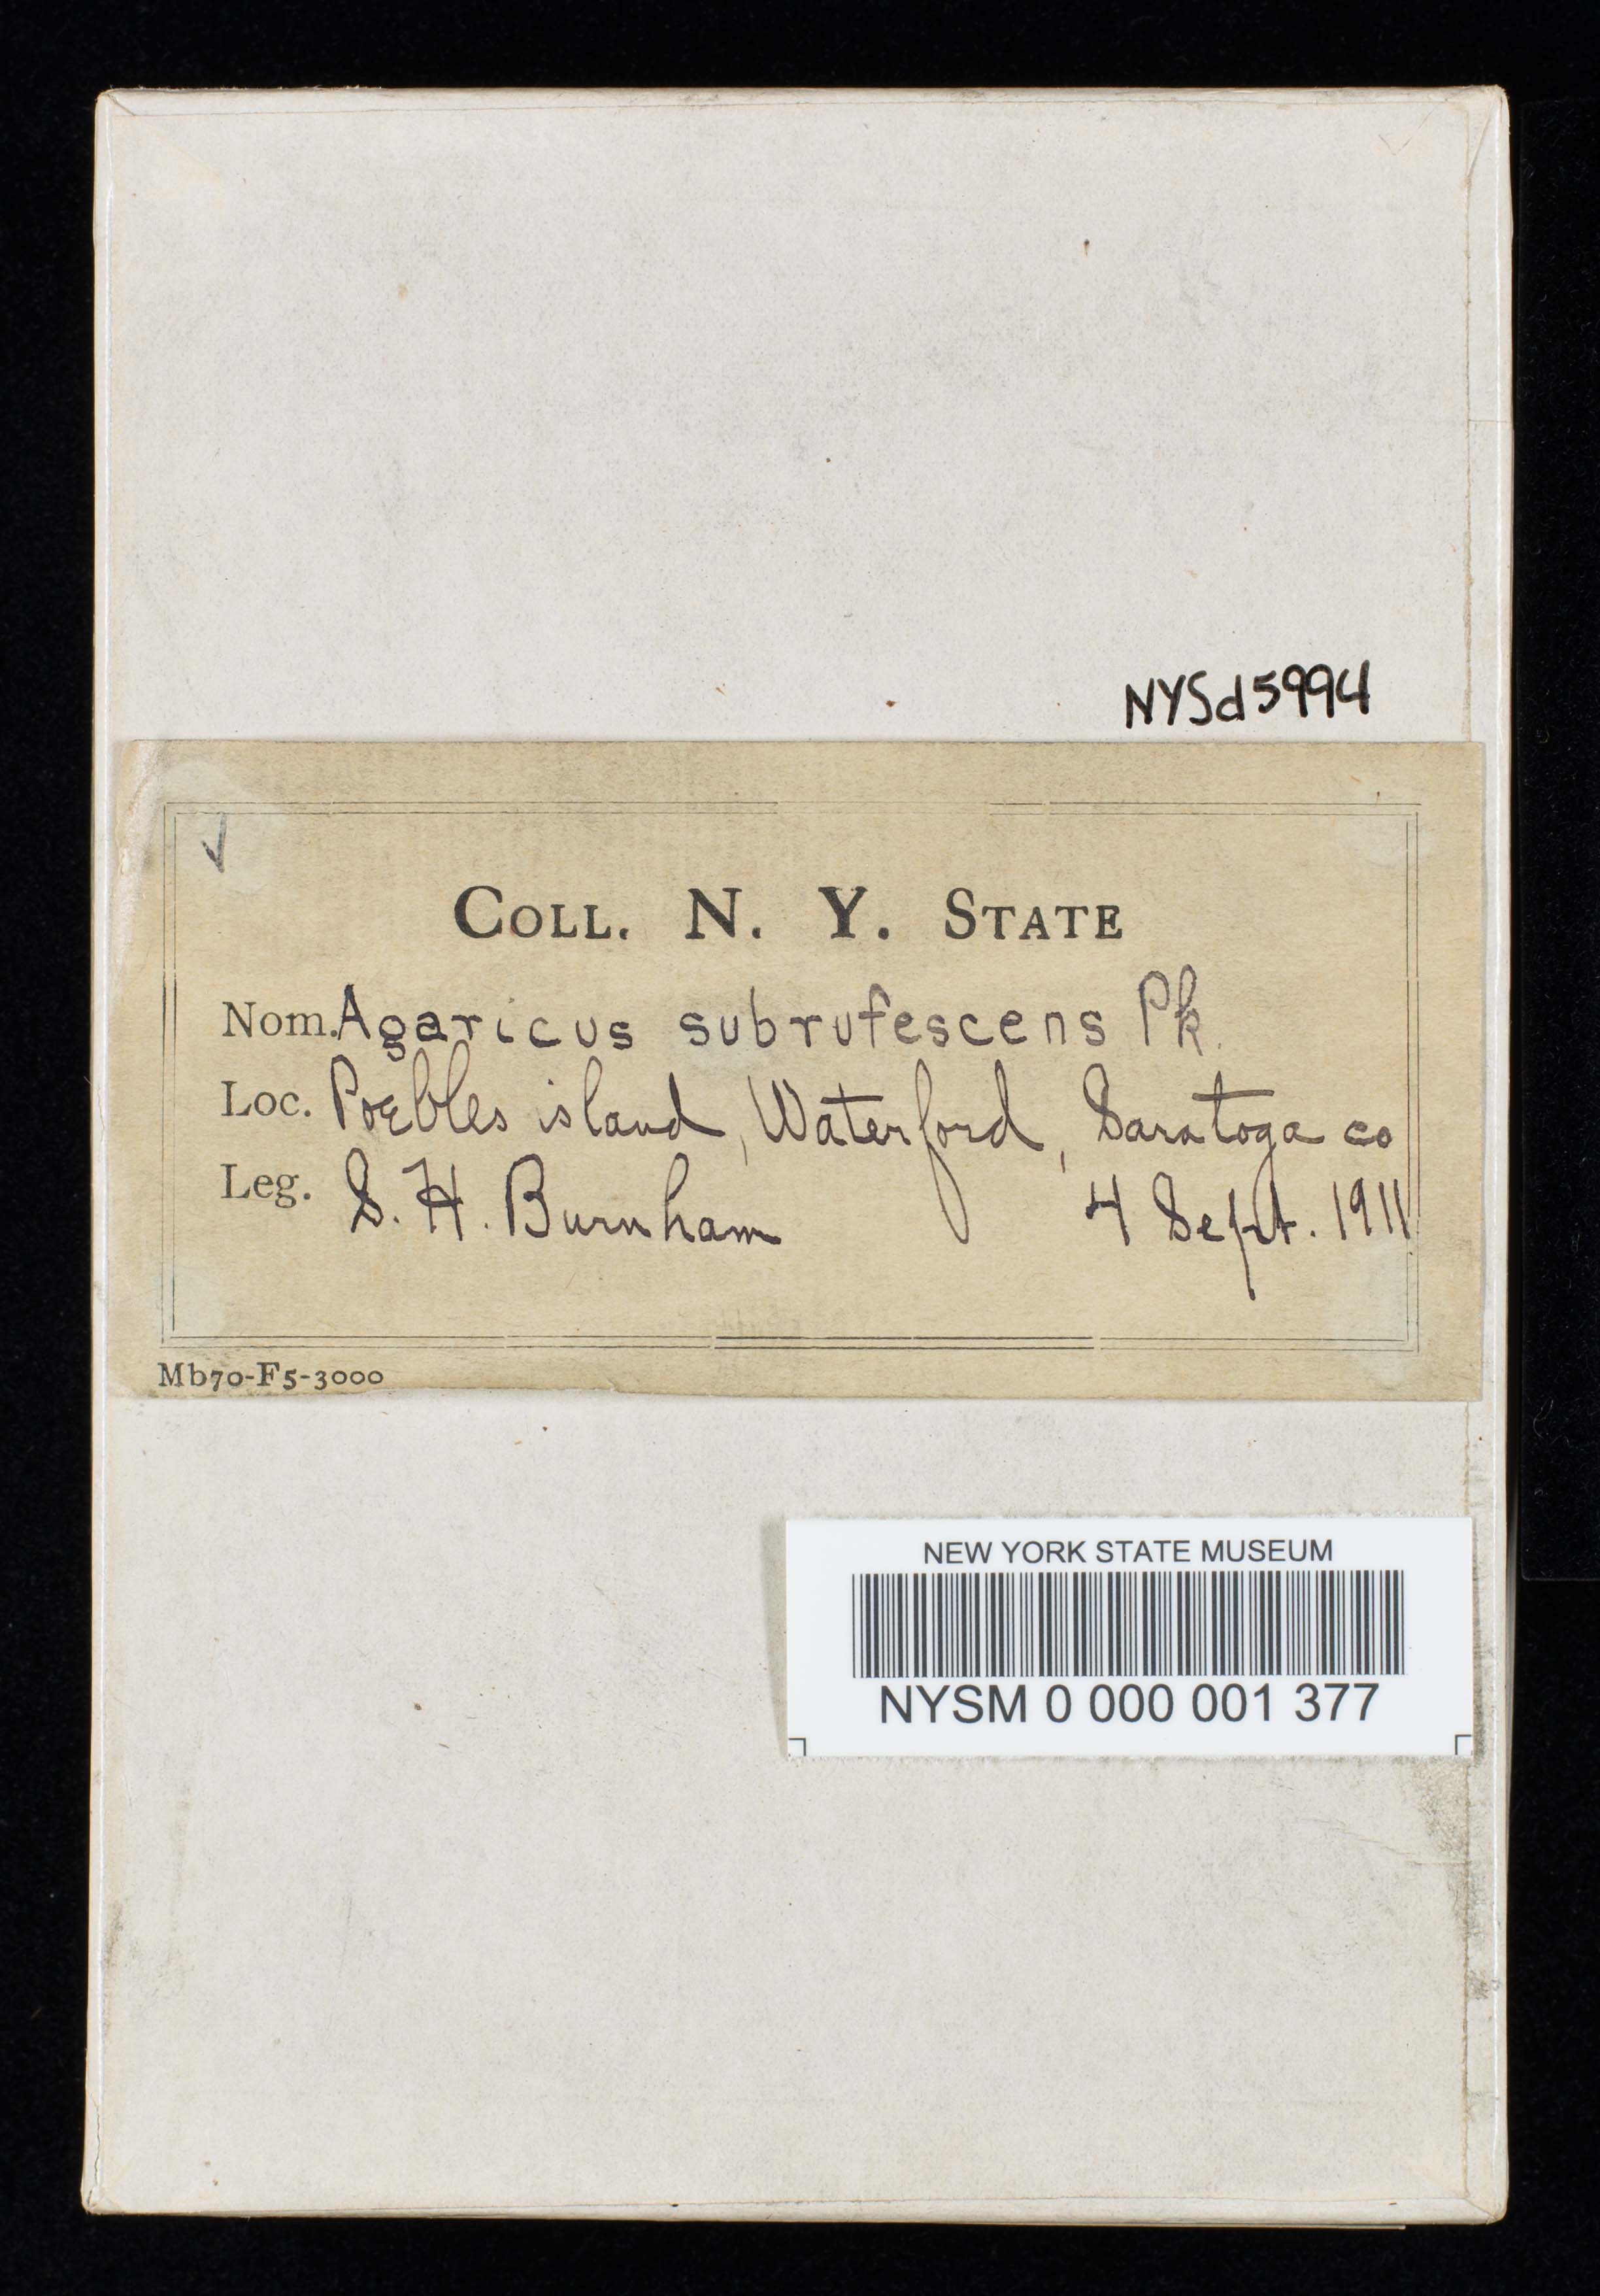 NYSd5994
COLL. N. Y. STATE
Nom. Agaricus subrufescens Pk.
Loc. Poebles island, Waterford, Saratoga co
Leg. S. H. Burnham 4 Sept. 1911
Mb70-F5-3000
NEW YORK STATE MUSEUM
NYSM 0 000 001 377